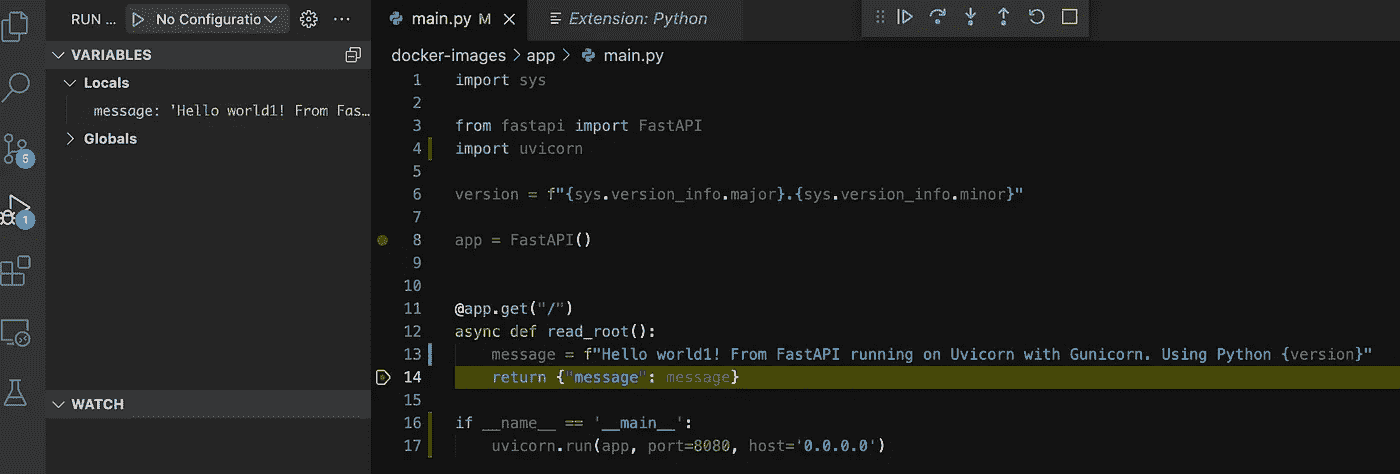 RUN ... No Configuratio
VARIABLES
Locals
message: 'Hello world1! From Fas...
Globals
WATCH
5
1
main.py M
Extension: Python
docker-images > app > main.py
1 import sys
2
3 from fastapi import FastAPI
4 import uvicorn
5
6 version = f"{sys.version_info.major}.{sys.version_info.minor}"
7
8 app = FastAPI()
9
10
11 @app.get("/")
12 async def read_root():
13 message = f"Hello world1! From FastAPI running on Uvicorn with Gunicorn. Using Python {version}"
14 return {"message": message}
15
16 if __name__ == '__main__':
17 uvicorn.run(app, port=8080, host='0.0.0.0')